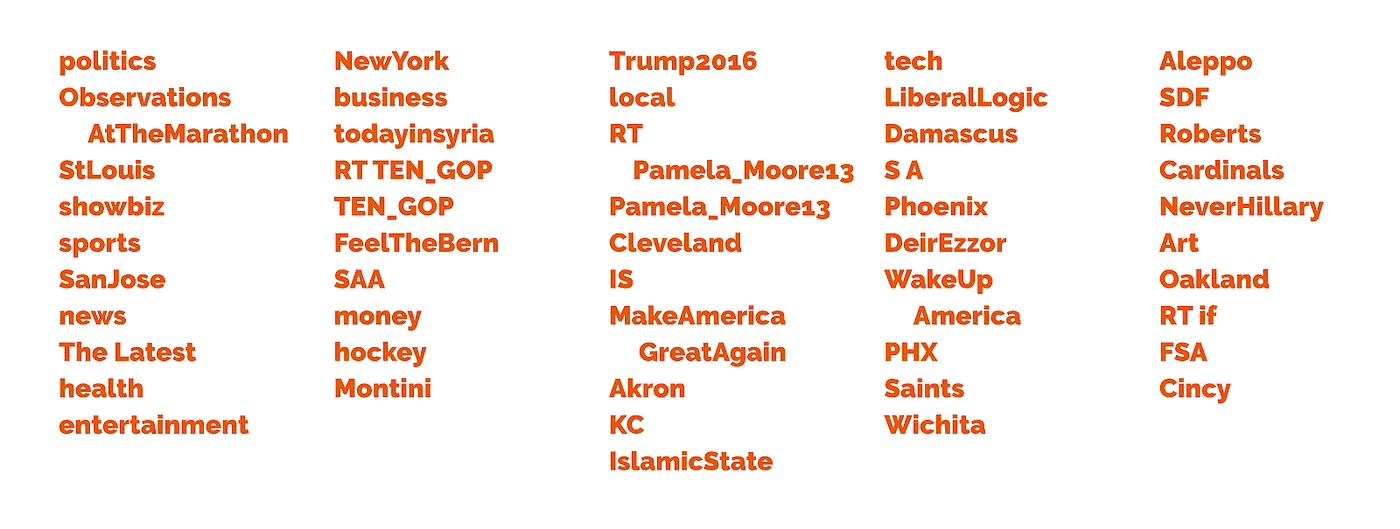 politics
Observations
AtTheMarathon
StLouis
showbiz
sports
SanJose
news
The Latest
health
entertainment
NewYork
business
todayinsyria
RT TEN_GOP
TEN_GOP
FeelTheBern
SAA
money
hockey
Montini
Trump2016
local
RT
Pamela_Moore13
Pamela_Moore13
Cleveland
IS
MakeAmerica
GreatAgain
Akron
KC
IslamicState
tech
LiberalLogic
Damascus
S A
Phoenix
DeirEzzor
WakeUp
America
PHX
Saints
Wichita
Aleppo
SDF
Roberts
Cardinals
NeverHillary
Art
Oakland
RT if
FSA
Cincy